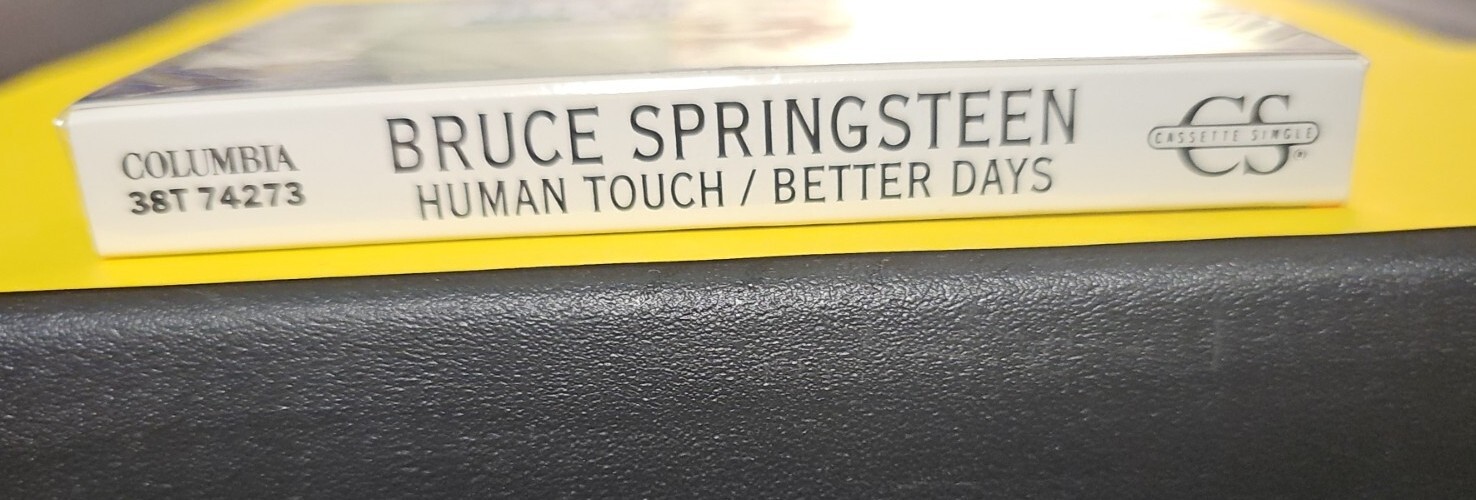 COLUMBIA
38T 74273
BRUCE SPRINGSTEEN
HUMAN TOUCH / BETTER DAYS
CS
CASSETTE SINGLE
®